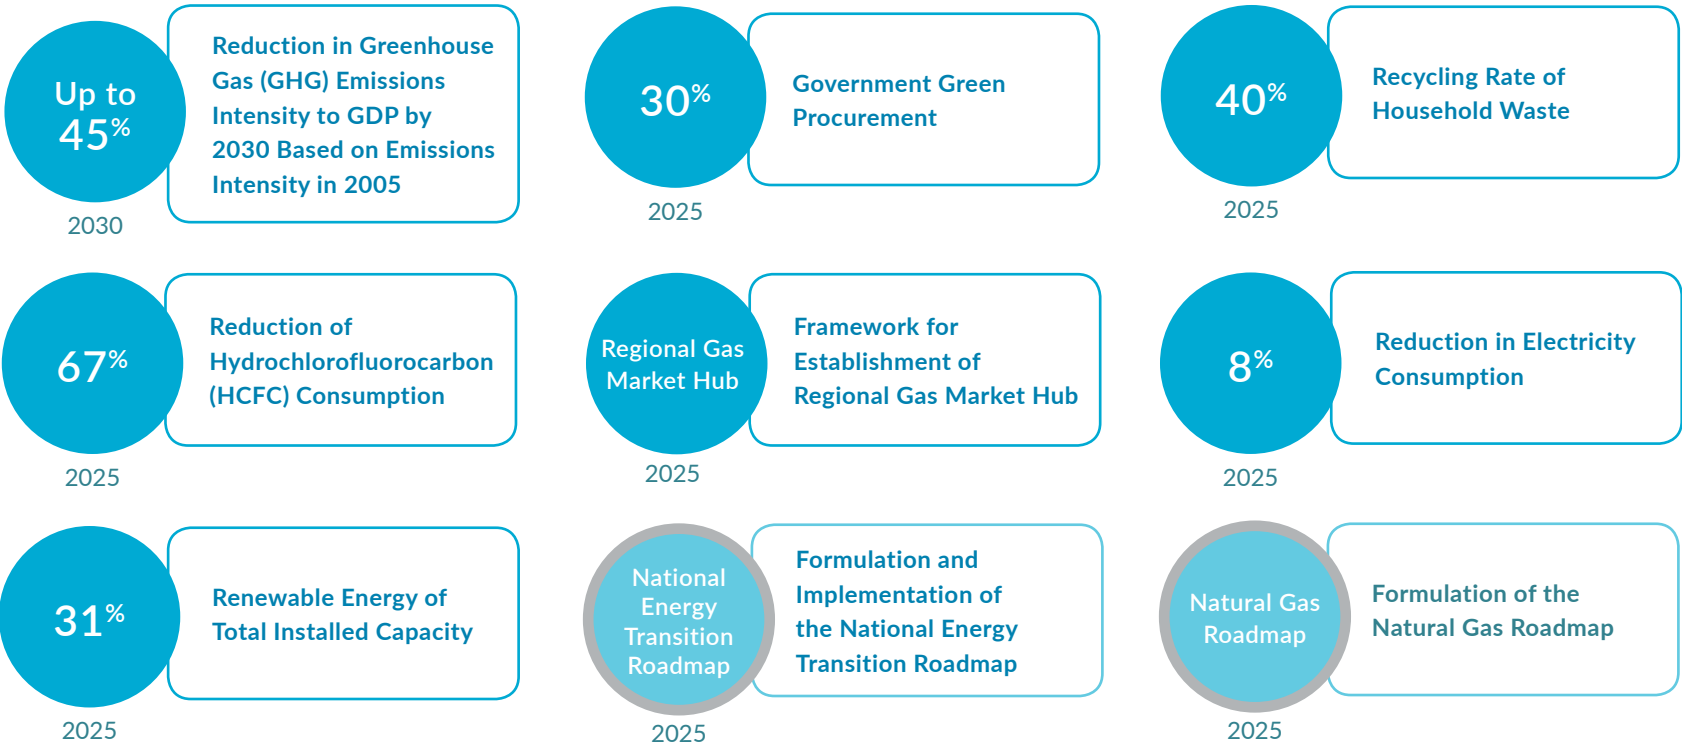 Up to
45%
Reduction in Greenhouse
Gas (GHG) Emissions
Intensity to GDP by
2030 Based on Emissions
Intensity in 2005
2030
30%
Government Green
Procurement
2025
40%
Recycling Rate of
Household Waste
2025
67%
Reduction of
Hydrochlorofluorocarbon
(HCFC) Consumption
2025
Regional Gas
Market Hub
Framework for
Establishment of
Regional Gas Market Hub
2025
8%
Reduction in Electricity
Consumption
2025
31%
Renewable Energy of
Total Installed Capacity
2025
National
Energy
Transition
Roadmap
Formulation and
Implementation of
the National Energy
Transition Roadmap
2025
Natural Gas
Roadmap
Formulation of the
Natural Gas Roadmap
2025